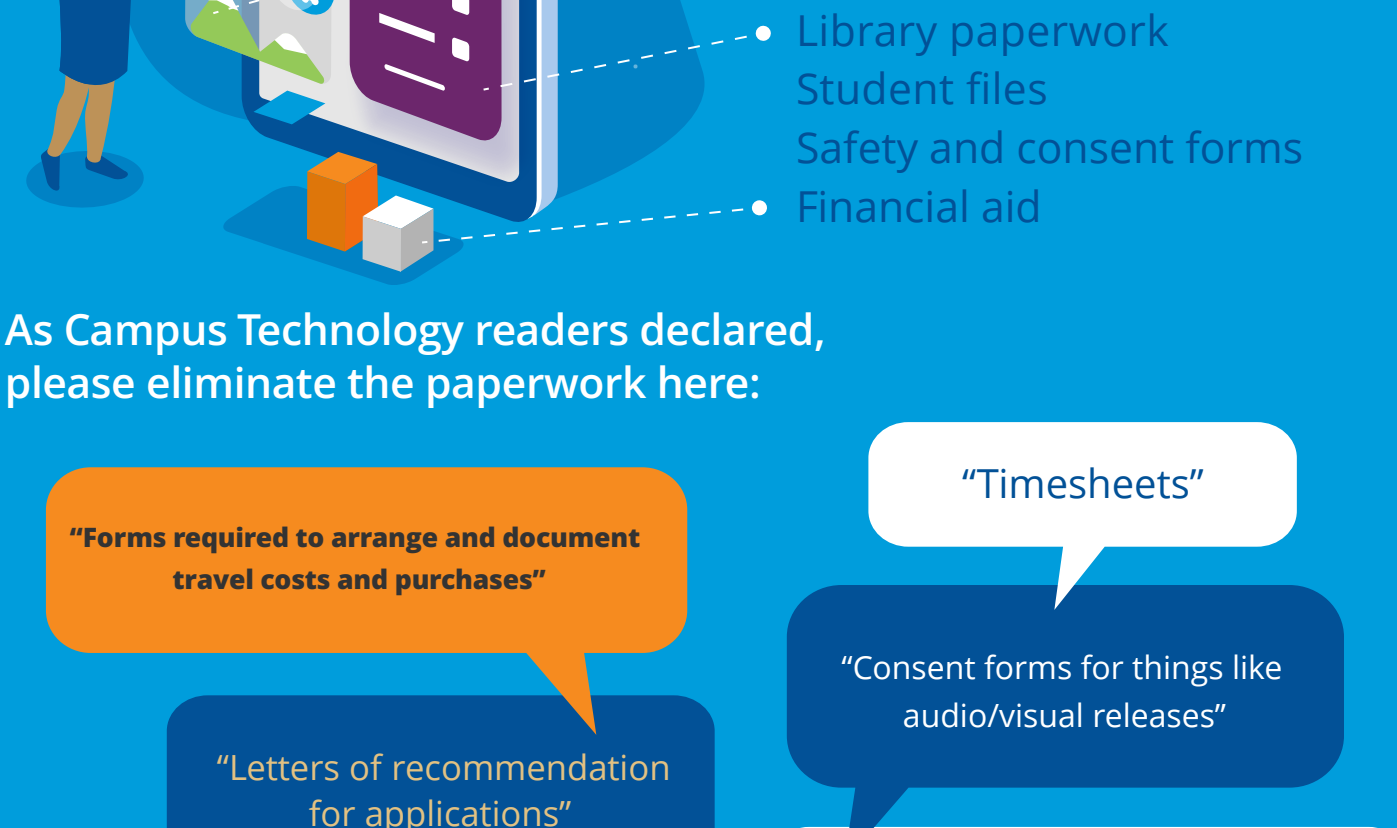 Library paperwork
Student files
Safety and consent forms
Financial aid
As Campus Technology readers declared,
please eliminate the paperwork here:
“Timesheets”
“Forms required to arrange and document
travel costs and purchases”
“Consent forms for things like
audio/visual releases”
“Letters of recommendation
for applications”